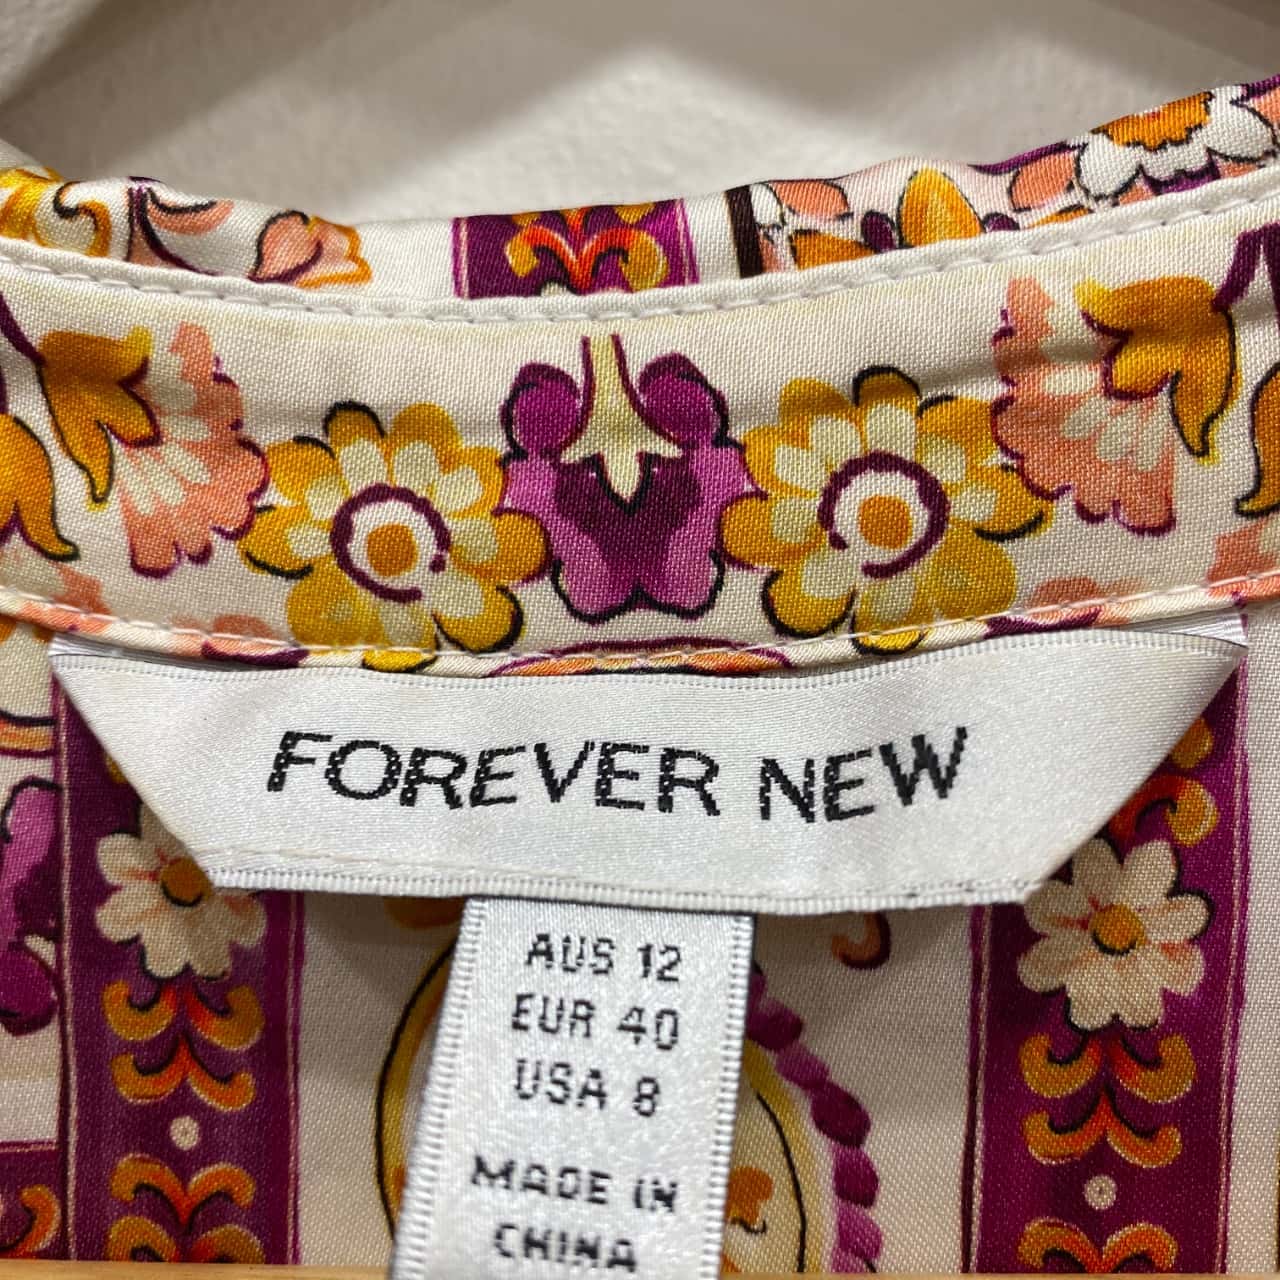 FOREVER NEW
AUS 12
EUR 40
USA 8
MADE IN
CHINA